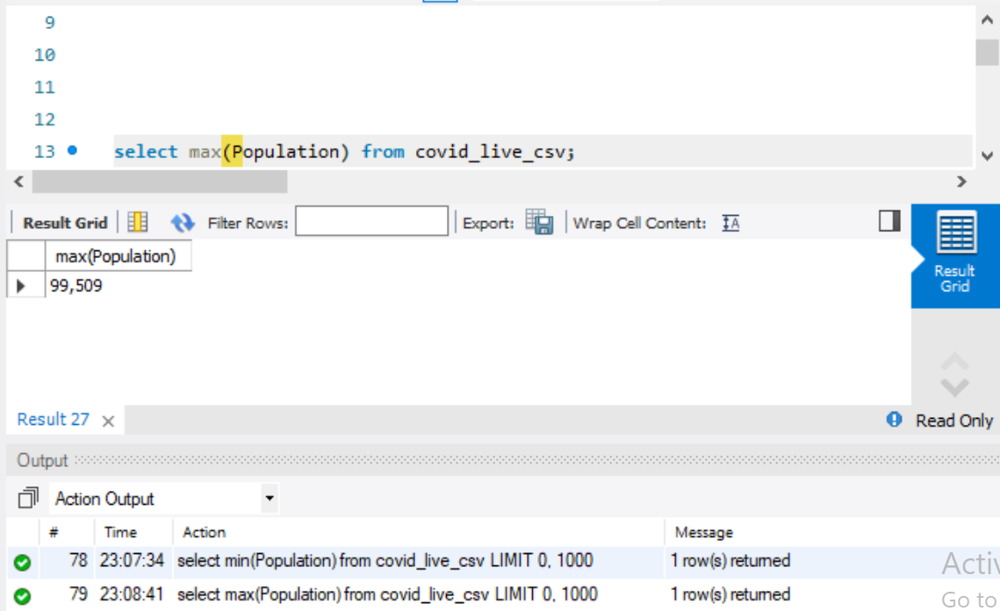 9
10
11
12
13 select max(Population) from covid_live_csv;
Result Grid Filter Rows: Export: Wrap Cell Content:
max(Population)
99,509
Result
Grid
Result 27
Read Only
Output
Action Output
# Time Action Message
78 23:07:34 select min(Population) from covid_live_csv LIMIT 0, 1000 1 row(s) returned
79 23:08:41 select max(Population) from covid_live_csv LIMIT 0, 1000 1 row(s) returned
Go to